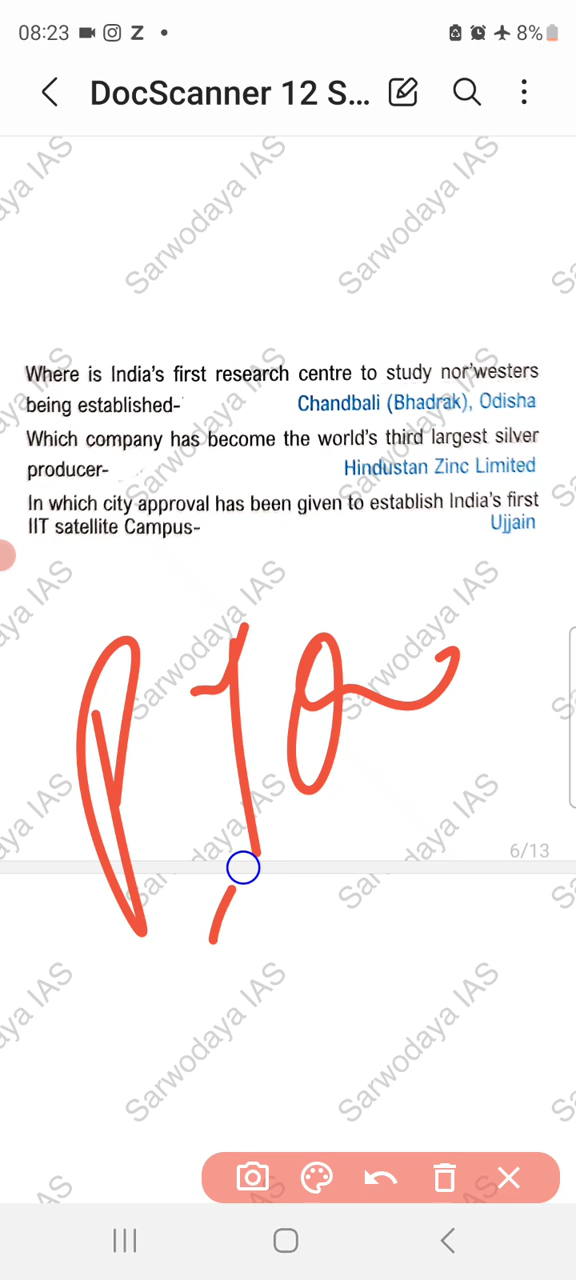 08:23 Z 8%
DocScanner 12 S...
Where is India's first research centre to study nor'westers
being established- Chandbali (Bhadrak), Odisha
Which company has become the world's third largest silver
producer- Hindustan Zinc Limited
In which city approval has been given to establish India's first
IIT satellite Campus- Ujjain
Sarwodaya IAS
6/13